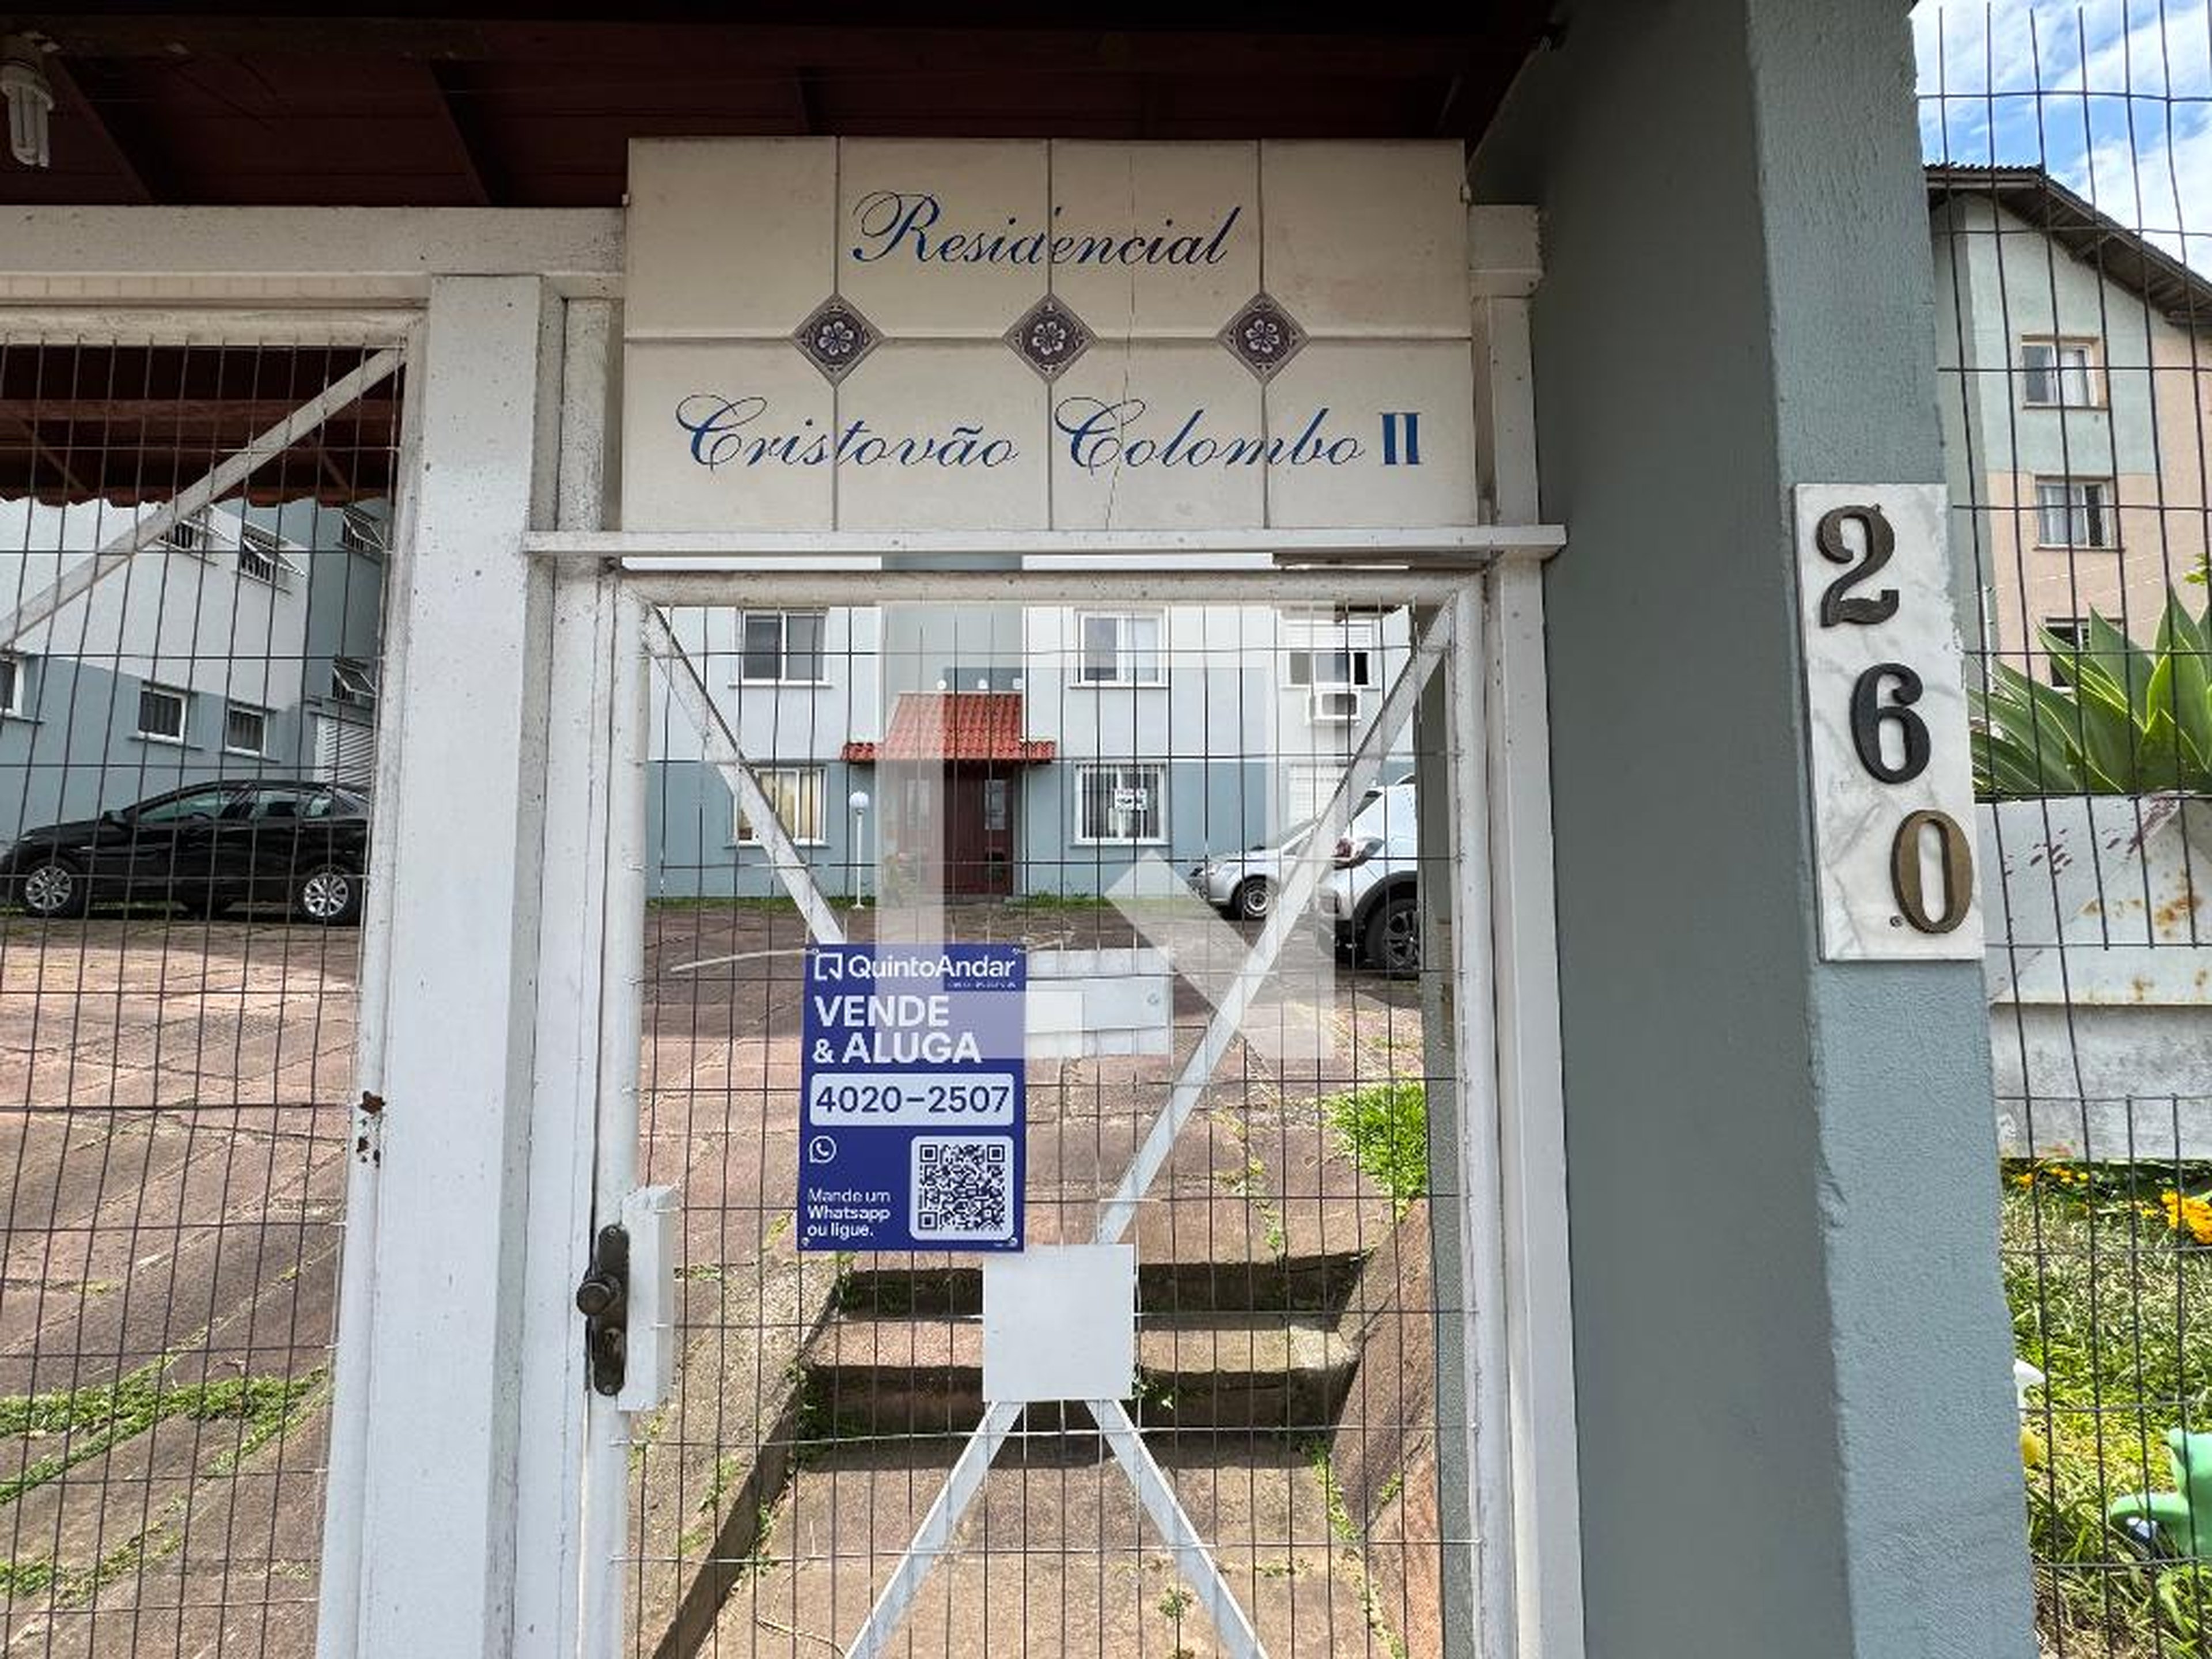 Residencial
Cristovão Colombo II
260
QuintoAndar
VENDE
& ALUGA
4020-2507
Mande um
Whatsapp
ou ligue.